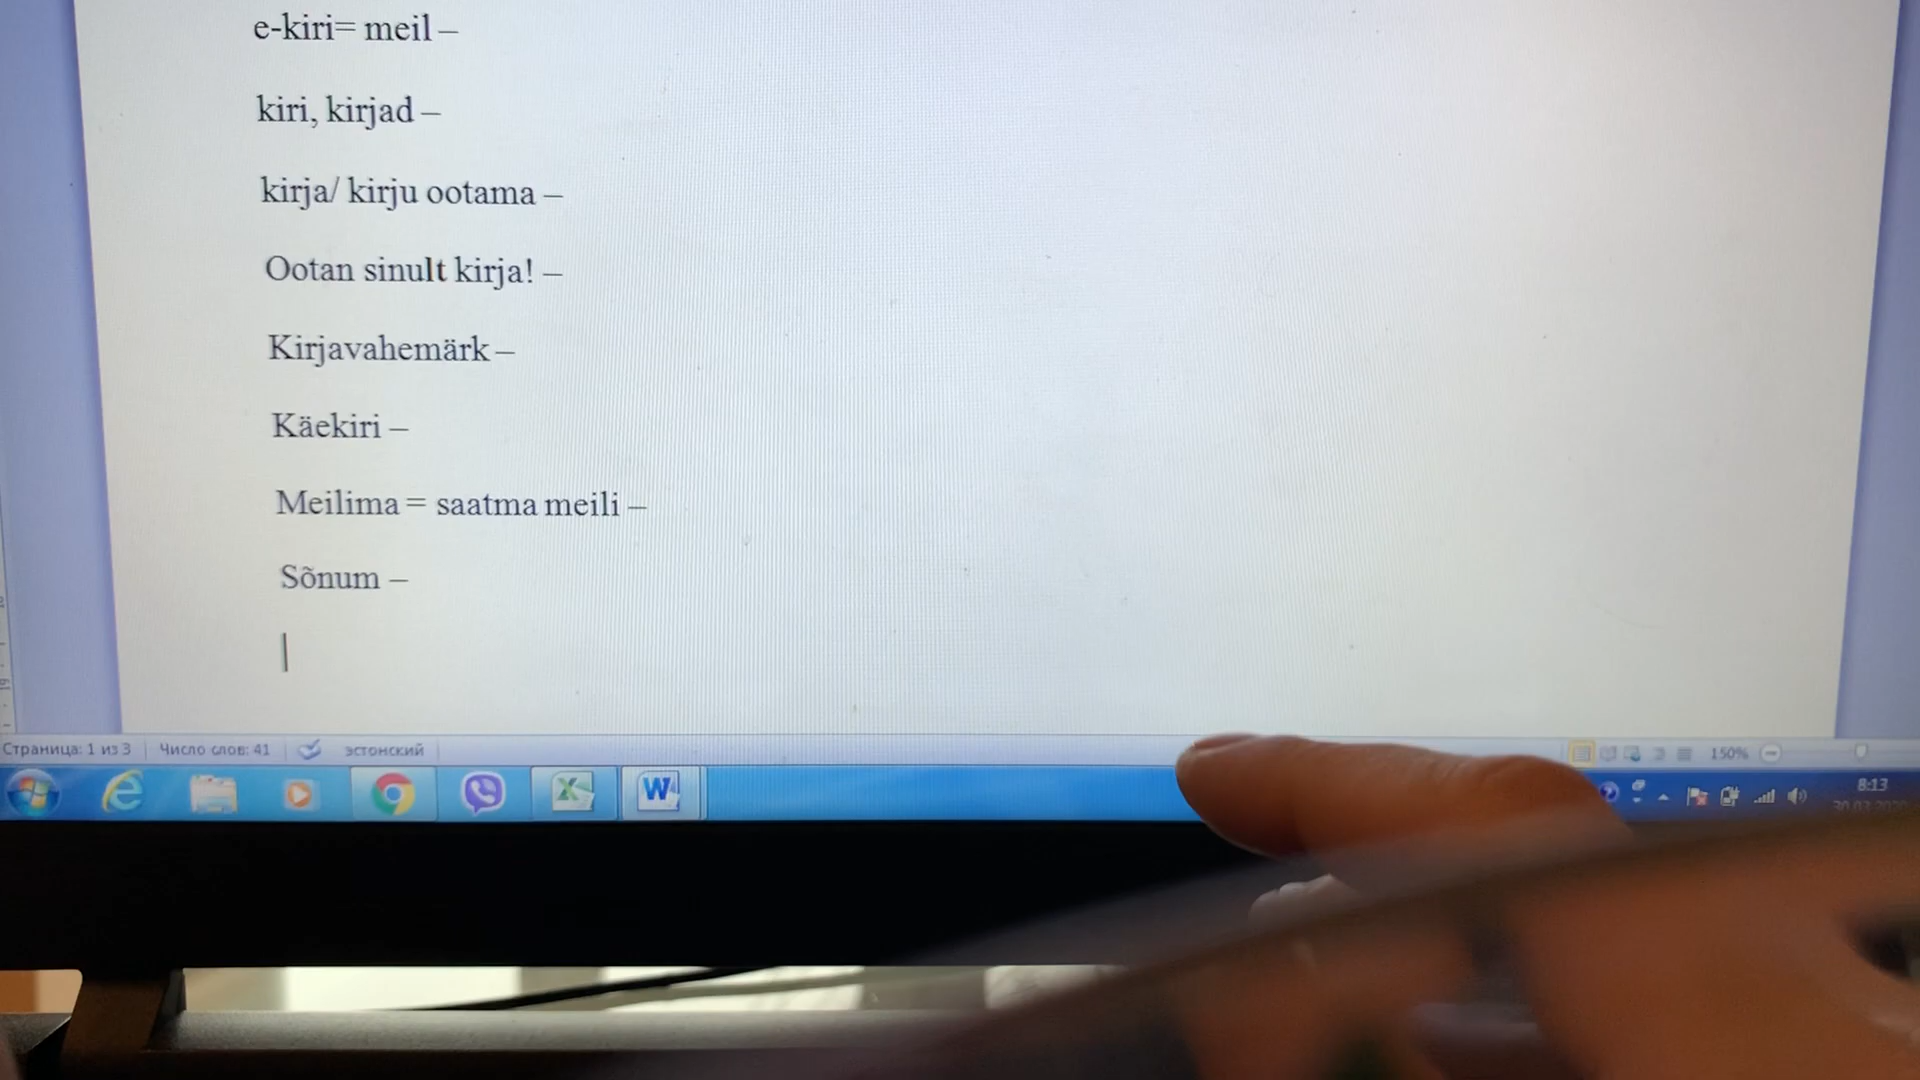 e-kiri= meil –
kiri, kirjad –
kirja/ kirju ootama –
Ootan sinult kirja! –
Kirjavahemärk –
Käekiri –
Meilima = saatma meili –
Sõnum –
Страница: 1 из 3 Число слов: 41 эстонский 150%
8:13